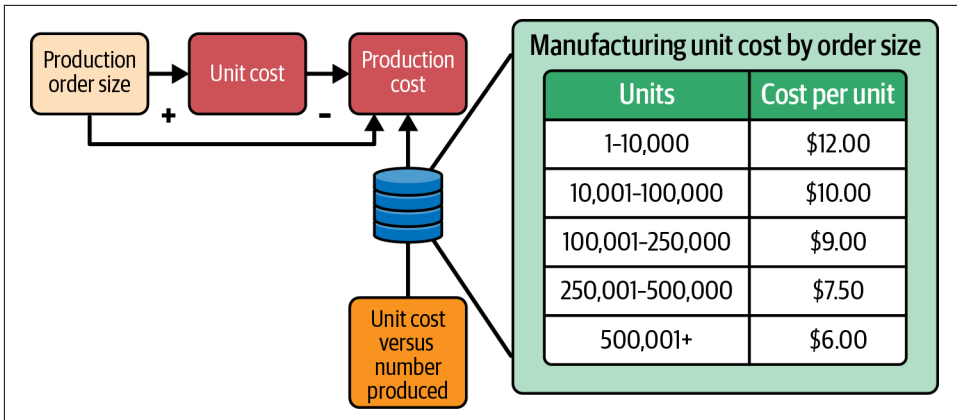 Production
order size
Unit cost
Production
cost
+
-
Unit cost
versus
number
produced
Manufacturing unit cost by order size
Units Cost per unit
1-10,000 $12.00
10,001-100,000 $10.00
100,001-250,000 $9.00
250,001-500,000 $7.50
500,001+ $6.00